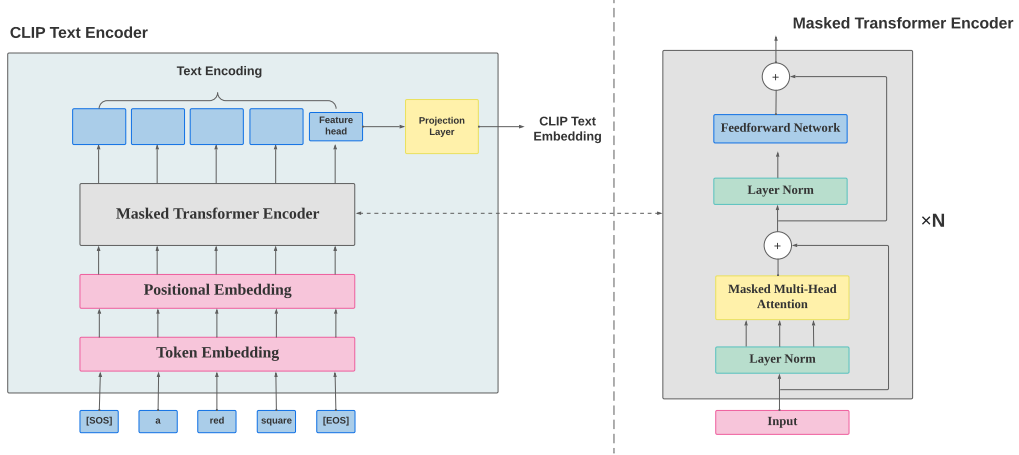 CLIP Text Encoder
Text Encoding
Feature
head
Projection
Layer
CLIP Text
Embedding
Masked Transformer Encoder
Positional Embedding
Token Embedding
[SOS]
a
red
square
[EOS]
Masked Transformer Encoder
+
Feedforward Network
Layer Norm
×N
+
Masked Multi-Head
Attention
Layer Norm
Input